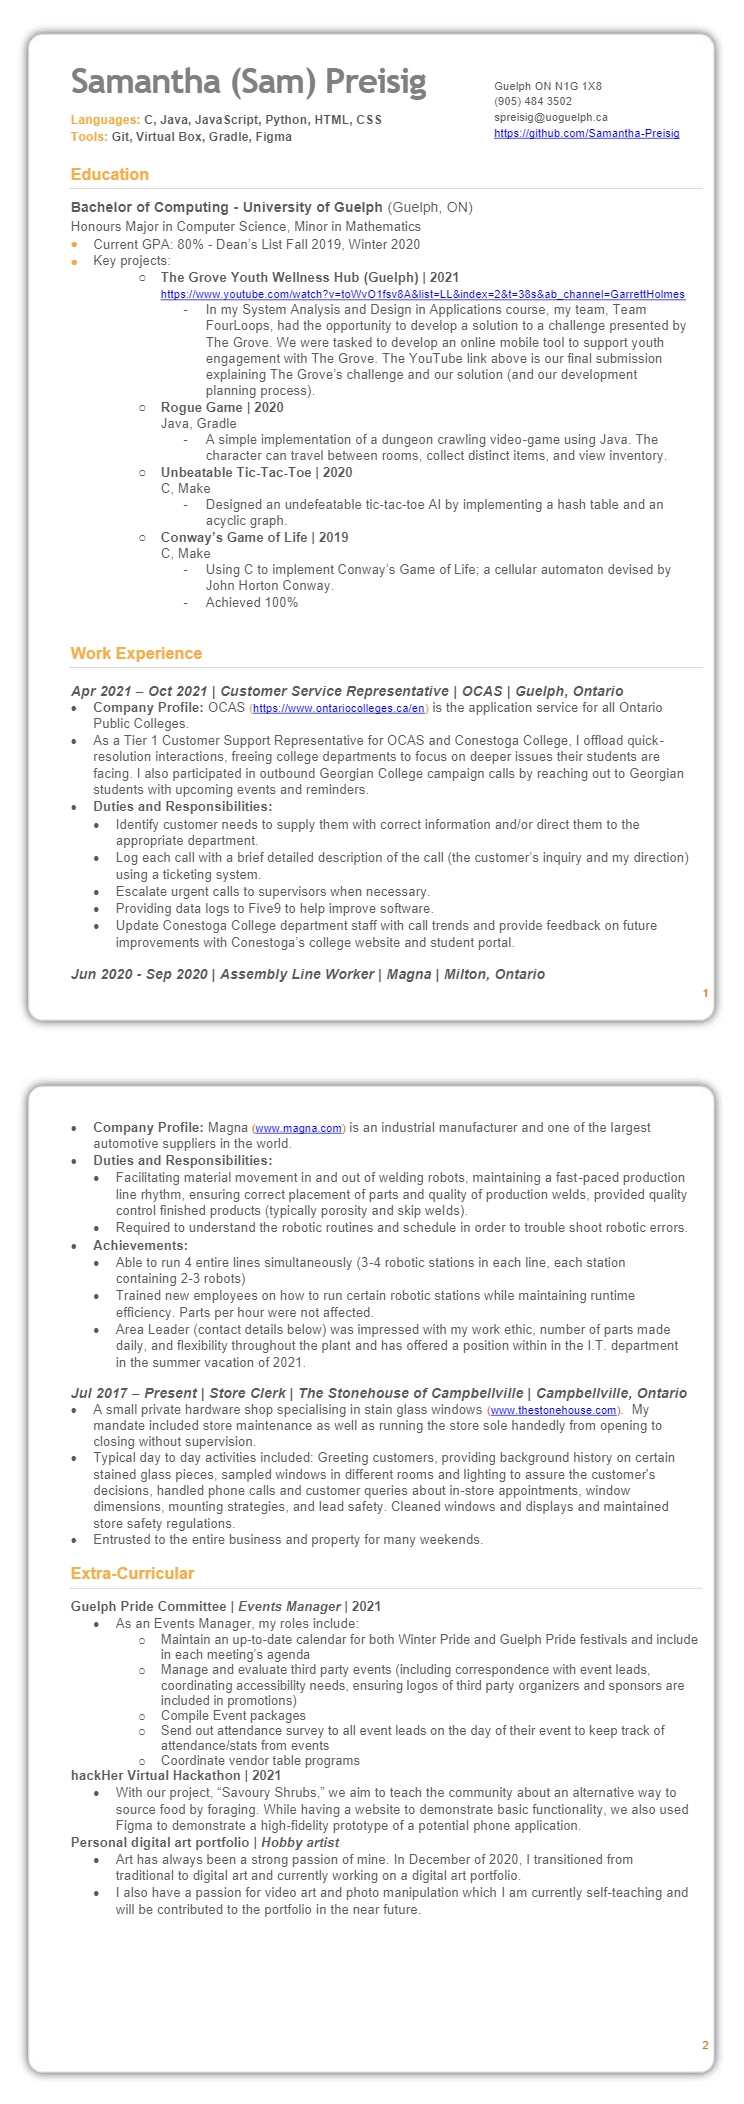 Samantha (Sam) Preisig
Guelph ON N1G 1X8
(905) 484 3502
spreisig@uoguelph.ca
https://github.com/Samantha-Preisig
Languages: C, Java, JavaScript, Python, HTML, CSS
Tools: Git, Virtual Box, Gradle, Figma
Education
Bachelor of Computing - University of Guelph (Guelph, ON)
Honours Major in Computer Science, Minor in Mathematics
• Current GPA: 80% - Dean's List Fall 2019, Winter 2020
• Key projects:
o The Grove Youth Wellness Hub (Guelph) | 2021
https://www.youtube.com/watch?v=toWvO1fsv8A&list=LL&index=2&t=38s&ab_channel=GarrettHolmes
- In my System Analysis and Design in Applications course, my team, Team
FourLoops, had the opportunity to develop a solution to a challenge presented by
The Grove. We were tasked to develop an online mobile tool to support youth
engagement with The Grove. The YouTube link above is our final submission
explaining The Grove's challenge and our solution (and our development
planning process).
o Rogue Game | 2020
Java, Gradle
- A simple implementation of a dungeon crawling video-game using Java. The
character can travel between rooms, collect distinct items, and view inventory.
o Unbeatable Tic-Tac-Toe | 2020
C, Make
- Designed an undefeatable tic-tac-toe AI by implementing a hash table and an
acyclic graph.
o Conway's Game of Life | 2019
C, Make
- Using C to implement Conway's Game of Life; a cellular automaton devised by
John Horton Conway.
- Achieved 100%
Work Experience
Apr 2021 – Oct 2021 | Customer Service Representative | OCAS | Guelph, Ontario
• Company Profile: OCAS (https://www.ontariocolleges.ca/en) is the application service for all Ontario
Public Colleges.
• As a Tier 1 Customer Support Representative for OCAS and Conestoga College, I offload quick-
resolution interactions, freeing college departments to focus on deeper issues their students are
facing. I also participated in outbound Georgian College campaign calls by reaching out to Georgian
students with upcoming events and reminders.
• Duties and Responsibilities:
• Identify customer needs to supply them with correct information and/or direct them to the
appropriate department.
• Log each call with a brief detailed description of the call (the customer's inquiry and my direction)
using a ticketing system.
• Escalate urgent calls to supervisors when necessary.
• Providing data logs to Five9 to help improve software.
• Update Conestoga College department staff with call trends and provide feedback on future
improvements with Conestoga's college website and student portal.
Jun 2020 - Sep 2020 | Assembly Line Worker | Magna | Milton, Ontario
1
• Company Profile: Magna (www.magna.com) is an industrial manufacturer and one of the largest
automotive suppliers in the world.
• Duties and Responsibilities:
• Facilitating material movement in and out of welding robots, maintaining a fast-paced production
line rhythm, ensuring correct placement of parts and quality of production welds, provided quality
control finished products (typically porosity and skip welds).
• Required to understand the robotic routines and schedule in order to trouble shoot robotic errors.
• Achievements:
• Able to run 4 entire lines simultaneously (3-4 robotic stations in each line, each station
containing 2-3 robots)
• Trained new employees on how to run certain robotic stations while maintaining runtime
efficiency. Parts per hour were not affected.
• Area Leader (contact details below) was impressed with my work ethic, number of parts made
daily, and flexibility throughout the plant and has offered a position within in the I.T. department
in the summer vacation of 2021.
Jul 2017 – Present | Store Clerk | The Stonehouse of Campbellville | Campbellville, Ontario
• A small private hardware shop specialising in stain glass windows (www.thestonehouse.com). My
mandate included store maintenance as well as running the store sole handedly from opening to
closing without supervision.
• Typical day to day activities included: Greeting customers, providing background history on certain
stained glass pieces, sampled windows in different rooms and lighting to assure the customer's
decisions, handled phone calls and customer queries about in-store appointments, window
dimensions, mounting strategies, and lead safety. Cleaned windows and displays and maintained
store safety regulations.
• Entrusted to the entire business and property for many weekends.
Extra-Curricular
Guelph Pride Committee | Events Manager | 2021
• As an Events Manager, my roles include:
o Maintain an up-to-date calendar for both Winter Pride and Guelph Pride festivals and include
in each meeting's agenda
o Manage and evaluate third party events (including correspondence with event leads,
coordinating accessibility needs, ensuring logos of third party organizers and sponsors are
included in promotions)
o Compile Event packages
o Send out attendance survey to all event leads on the day of their event to keep track of
attendance/stats from events
o Coordinate vendor table programs
hackHer Virtual Hackathon | 2021
• With our project, “Savoury Shrubs,” we aim to teach the community about an alternative way to
source food by foraging. While having a website to demonstrate basic functionality, we also used
Figma to demonstrate a high-fidelity prototype of a potential phone application.
Personal digital art portfolio | Hobby artist
• Art has always been a strong passion of mine. In December of 2020, I transitioned from
traditional to digital art and currently working on a digital art portfolio.
• I also have a passion for video art and photo manipulation which I am currently self-teaching and
will be contributed to the portfolio in the near future.
2